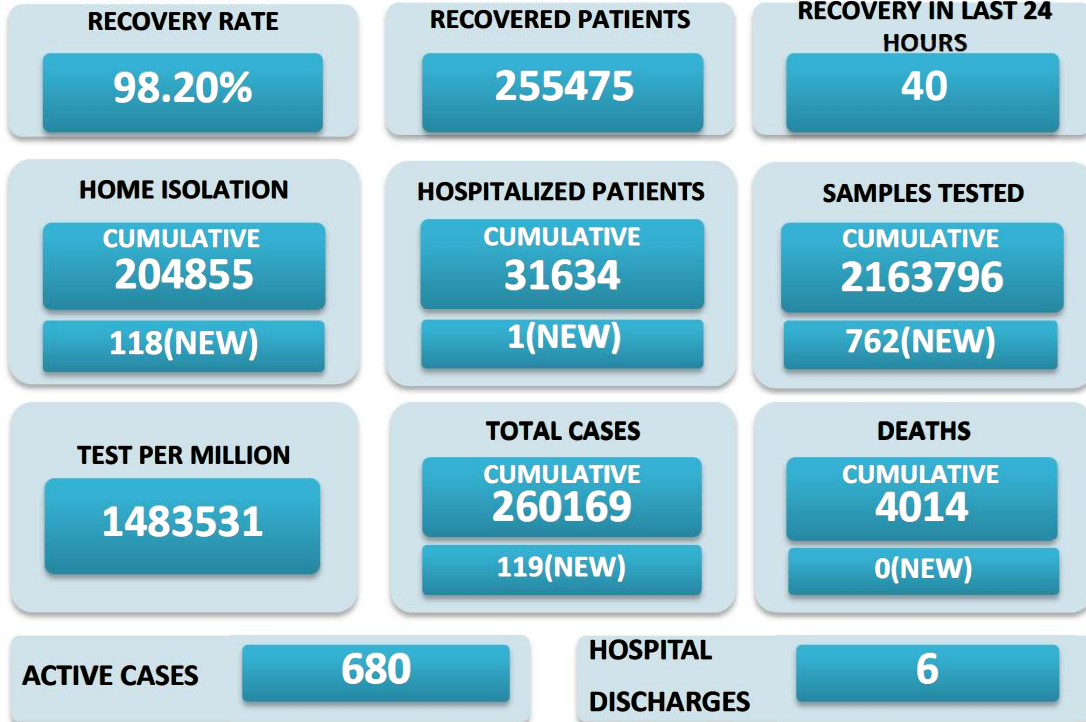 RECOVERY RATE
98.20%
RECOVERED PATIENTS
255475
RECOVERY IN LAST 24
HOURS
40
HOME ISOLATION
CUMULATIVE
204855
118(NEW)
HOSPITALIZED PATIENTS
CUMULATIVE
31634
1(NEW)
SAMPLES TESTED
CUMULATIVE
2163796
762(NEW)
TEST PER MILLION
1483531
TOTAL CASES
CUMULATIVE
260169
119(NEW)
DEATHS
CUMULATIVE
4014
0(NEW)
ACTIVE CASES
680
HOSPITAL
DISCHARGES
6